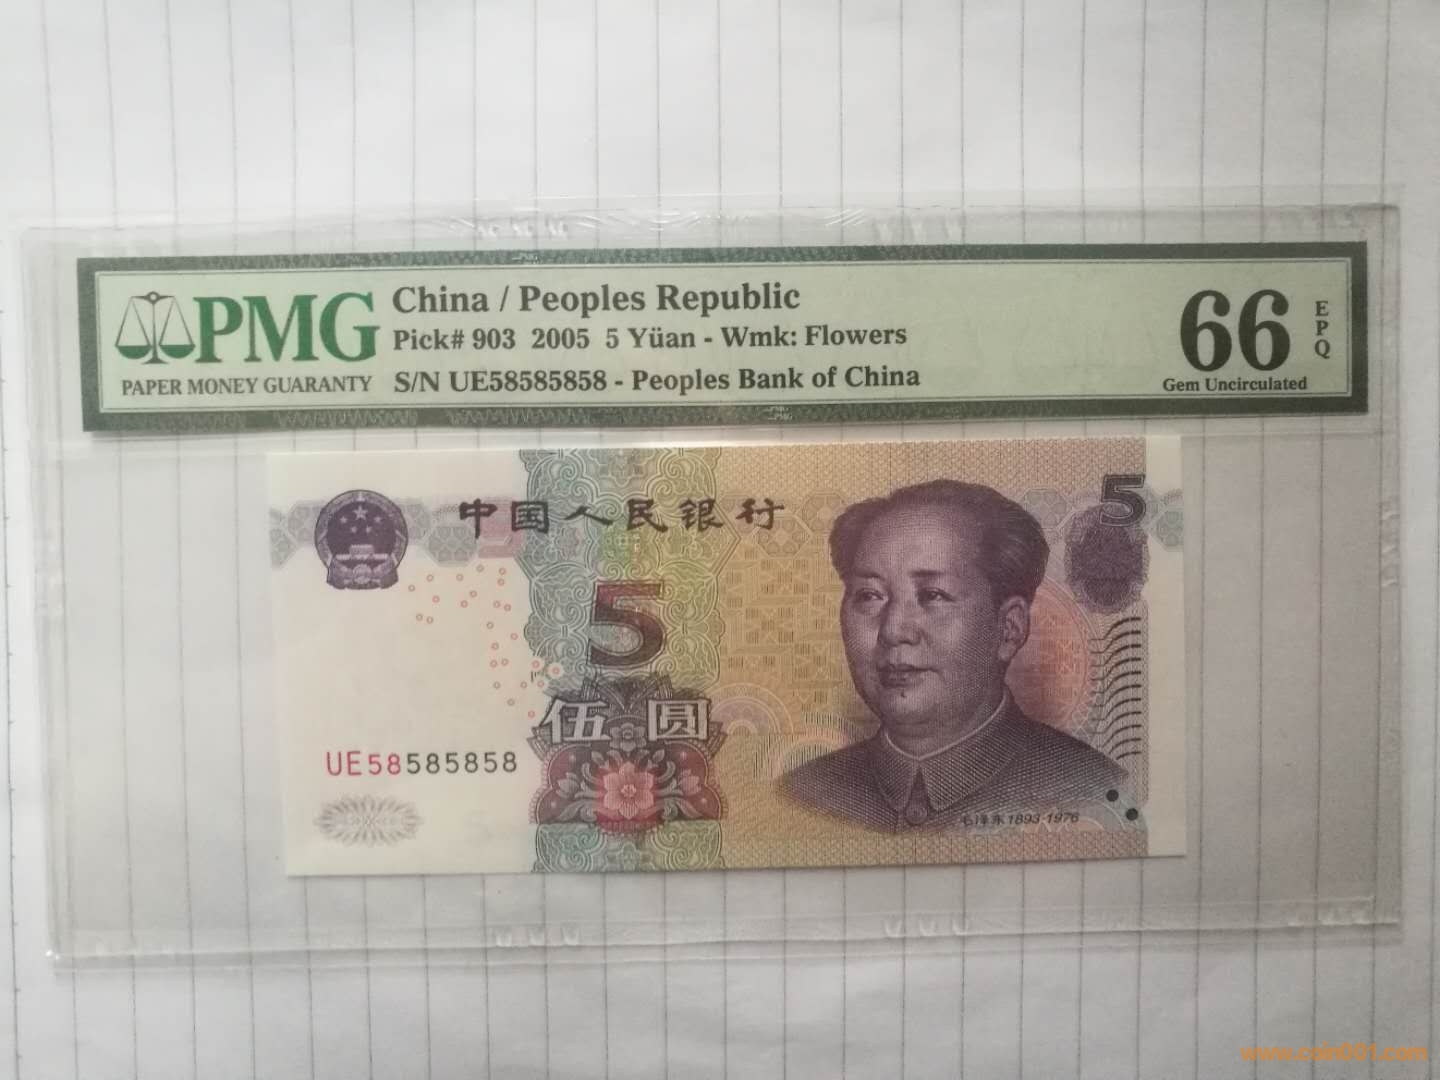 PMG
PAPER MONEY GUARANTY
China / Peoples Republic
Pick# 903 2005 5 Yüan - Wmk: Flowers
S/N UE58585858 - Peoples Bank of China
66
EPQ
Gem Uncirculated
中国人民银行
5
5
伍圆
UE58585858
毛泽东1893-1976
www.coin001.com